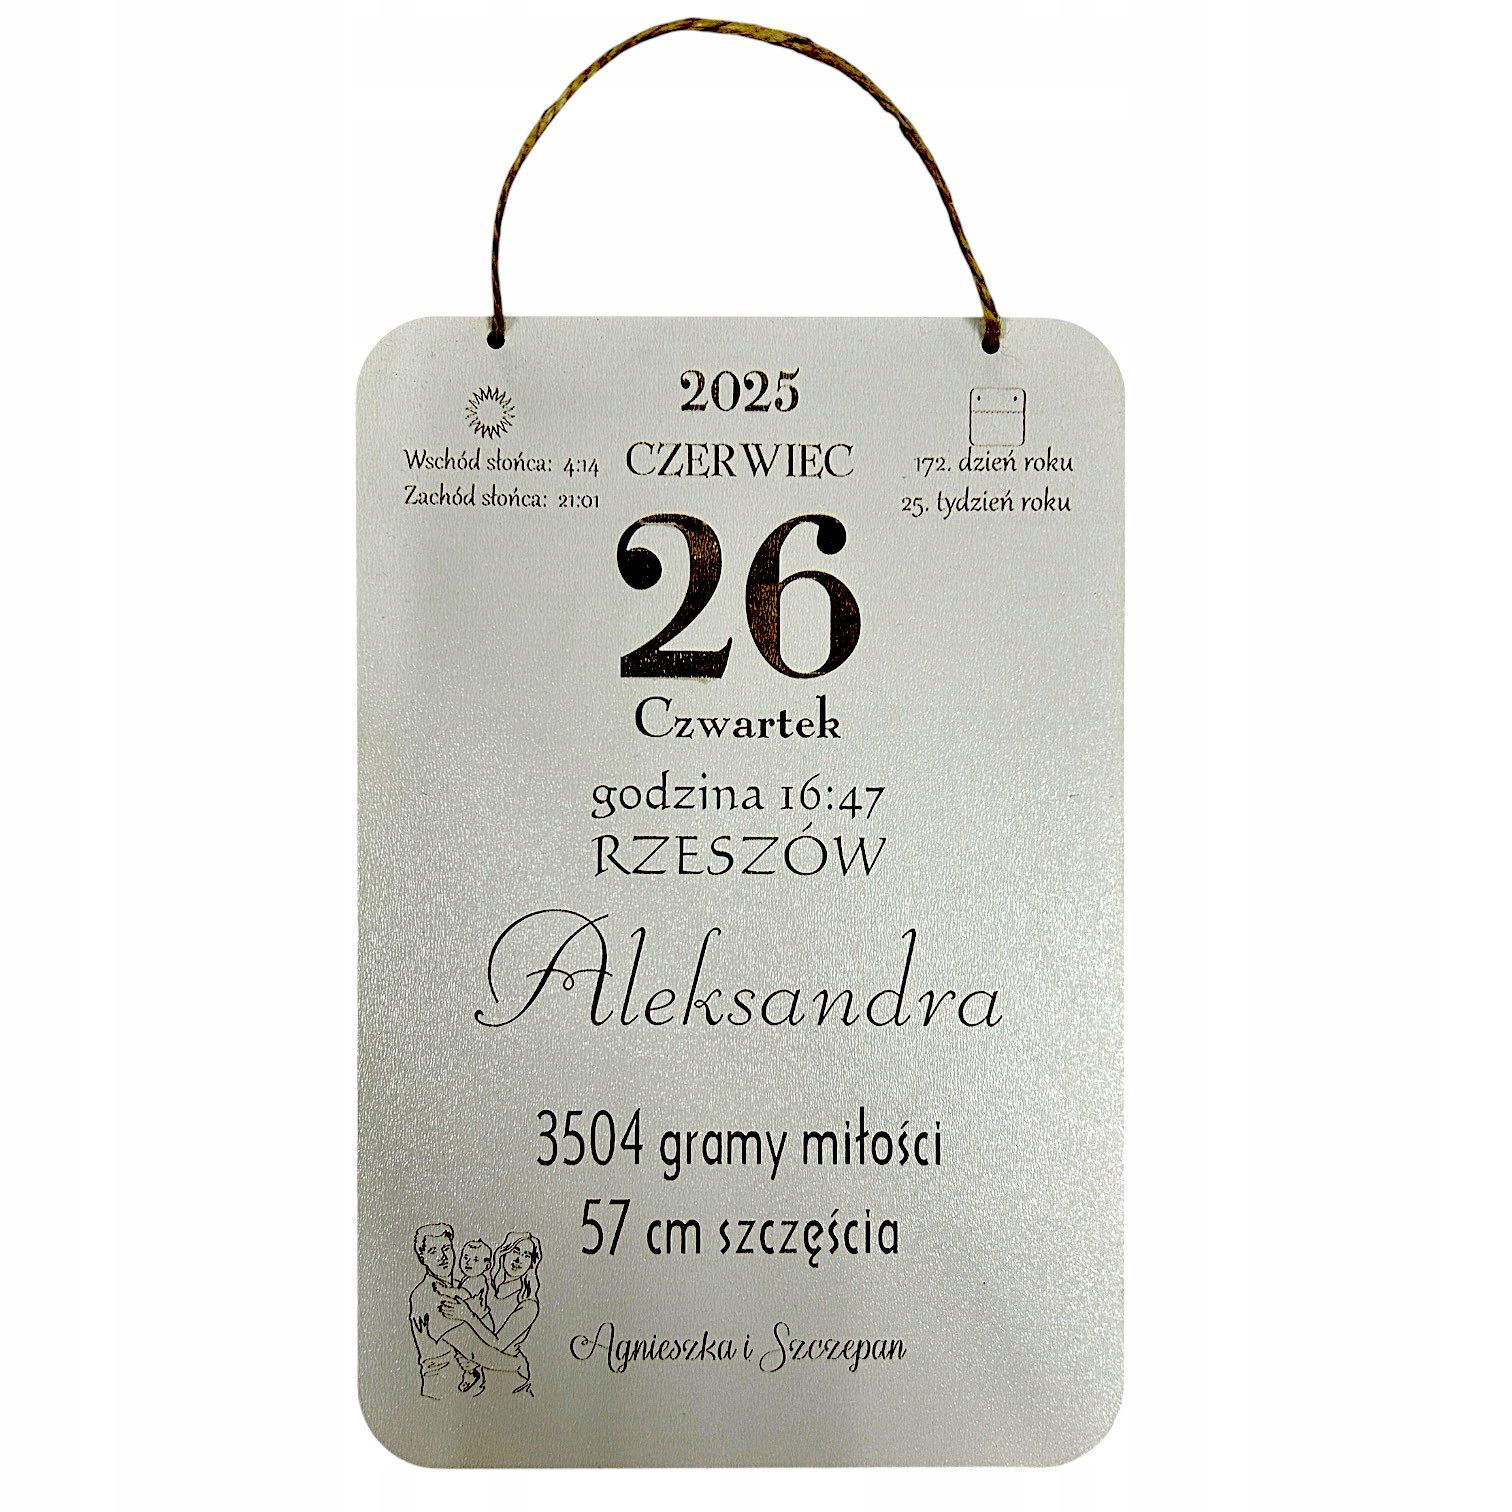 2025
CZERWIEC
Wschód słońca: 4:14
Zachód słońca: 21:01
172. dzień roku
25. tydzień roku
26
Czwartek
godzina 16:47
RZESZÓW
Aleksandra
3504 gramy miłości
57 cm szczęścia
Agnieszka i Szczepan